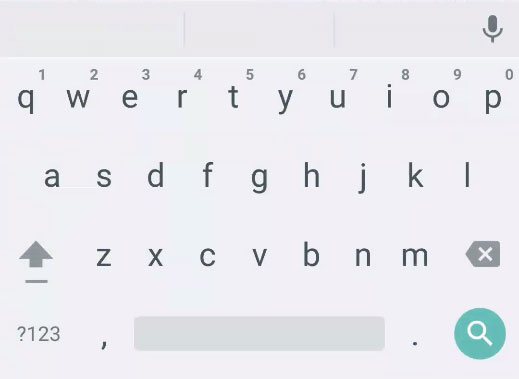 1 2 3 4 5 6 7 8 9 0
q w e r t y u i o p
a s d f g h j k l
z x c v b n m
?123 , .